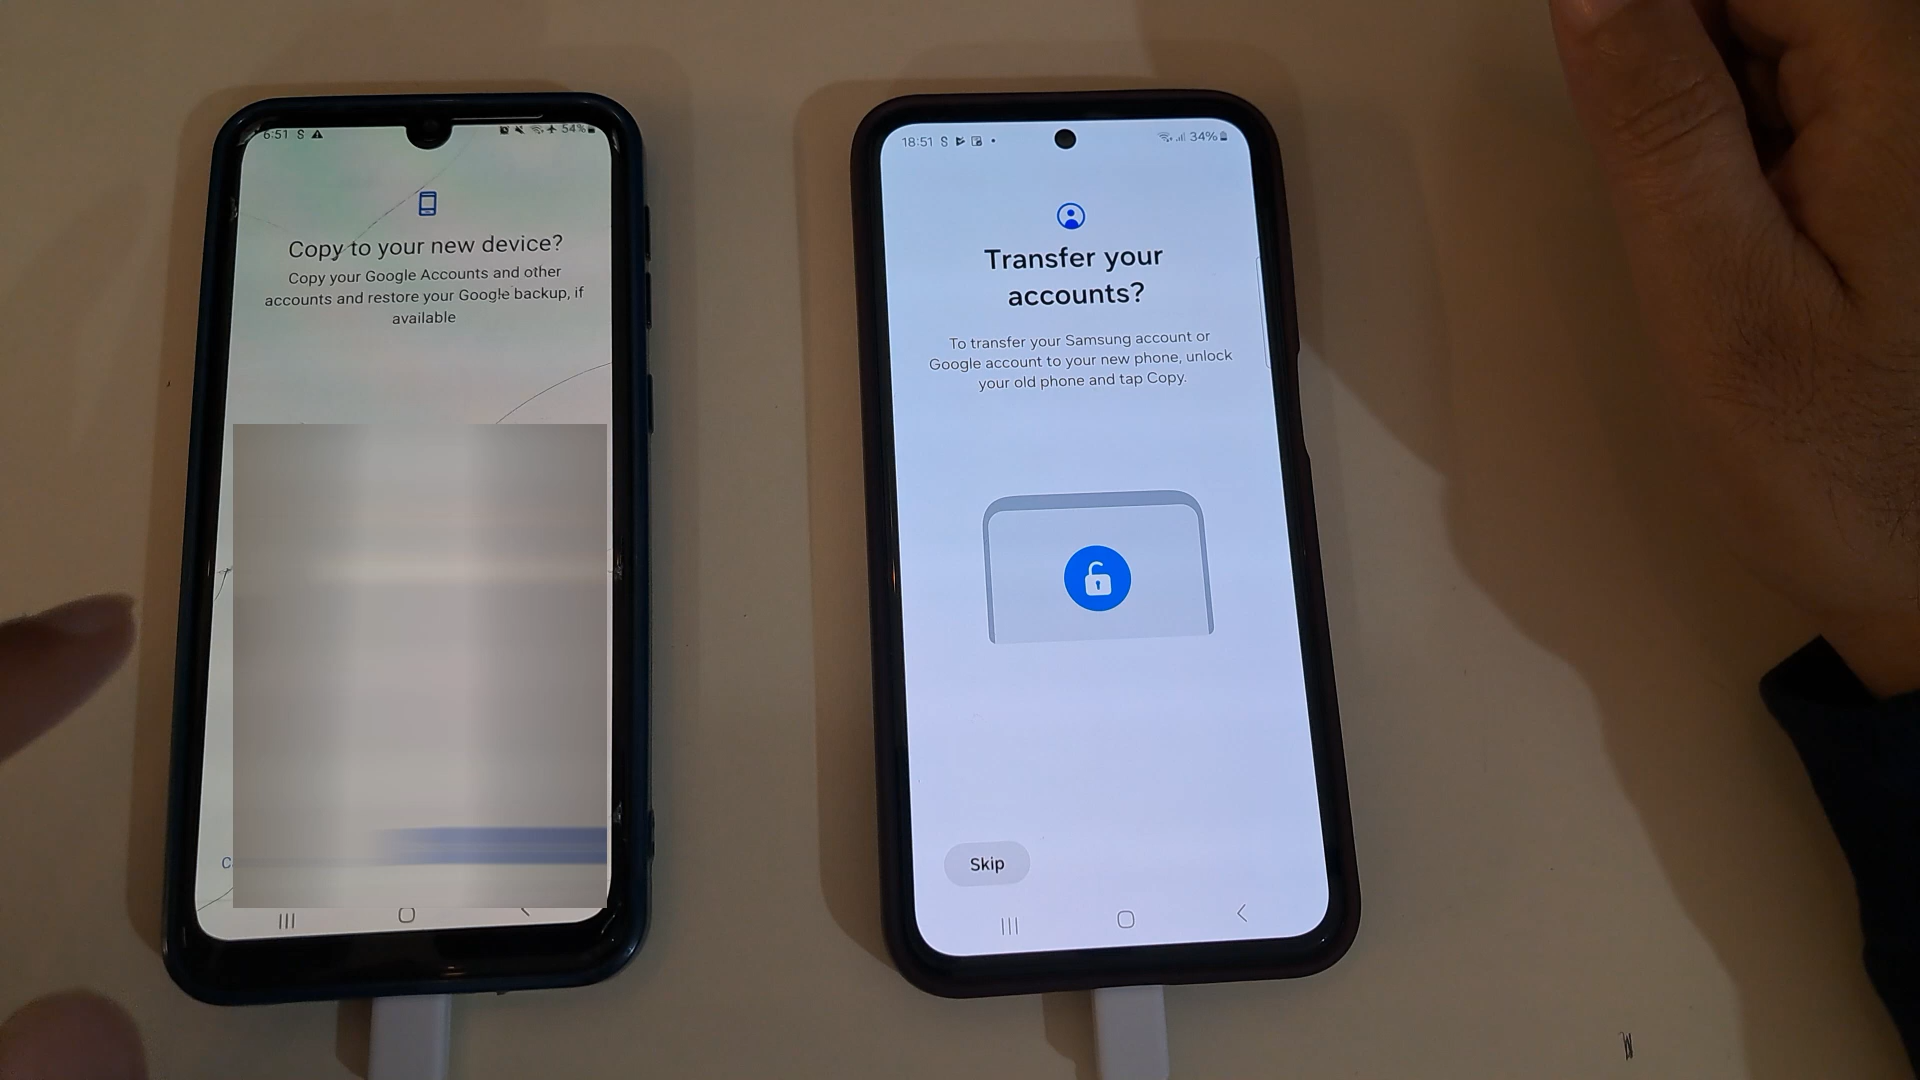 6:51
54%
Copy to your new device?
Copy your Google Accounts and other
accounts and restore your Google backup, if
available
C
18:51
34%
Transfer your
accounts?
To transfer your Samsung account or
Google account to your new phone, unlock
your old phone and tap Copy.
Skip